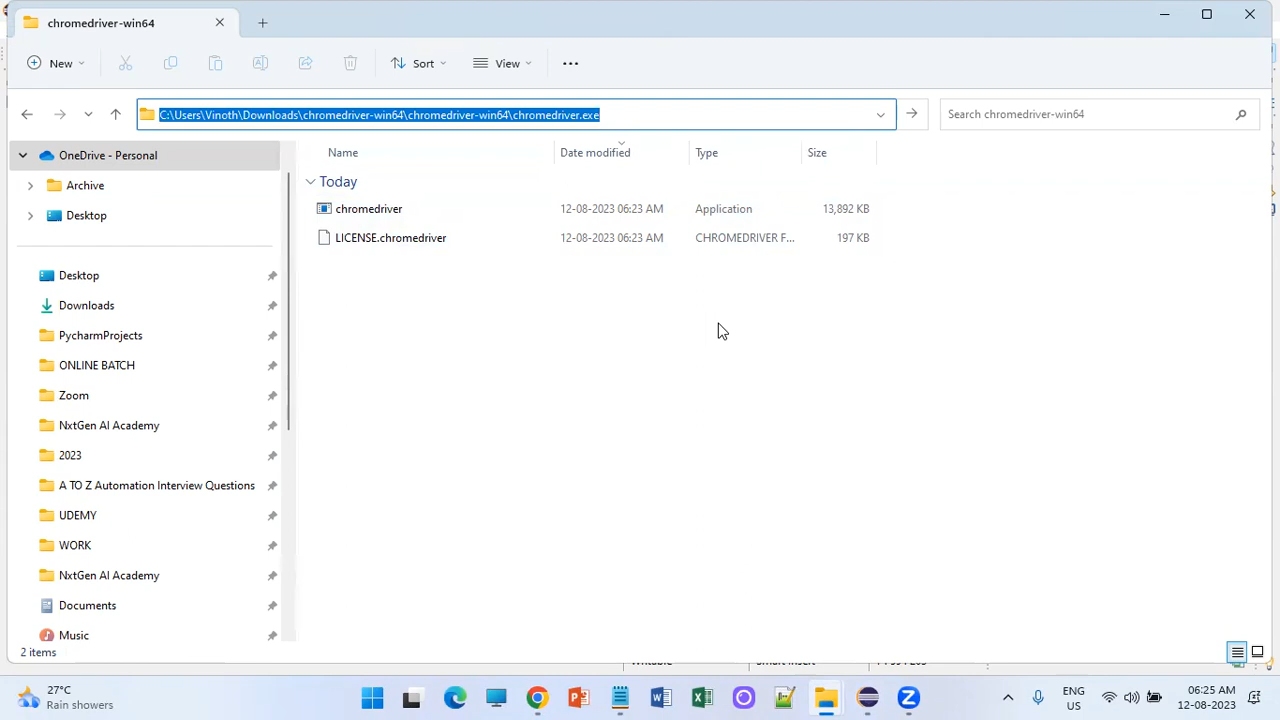 chromedriver-win64
New
Sort
View
C:\Users\Vinoth\Downloads\chromedriver-win64\chromedriver-win64\chromedriver.exe
Search chromedriver-win64
OneDrive - Personal
Archive
Desktop
Desktop
Downloads
PycharmProjects
ONLINE BATCH
Zoom
NxtGen AI Academy
2023
A TO Z Automation Interview Questions
UDEMY
WORK
NxtGen AI Academy
Documents
Music
Name Date modified Type Size
Today
chromedriver 12-08-2023 06:23 AM Application 13,892 KB
LICENSE.chromedriver 12-08-2023 06:23 AM CHROMEDRIVER F... 197 KB
2 items
27°C
Rain showers
ENG
US
06:25 AM
12-08-2023